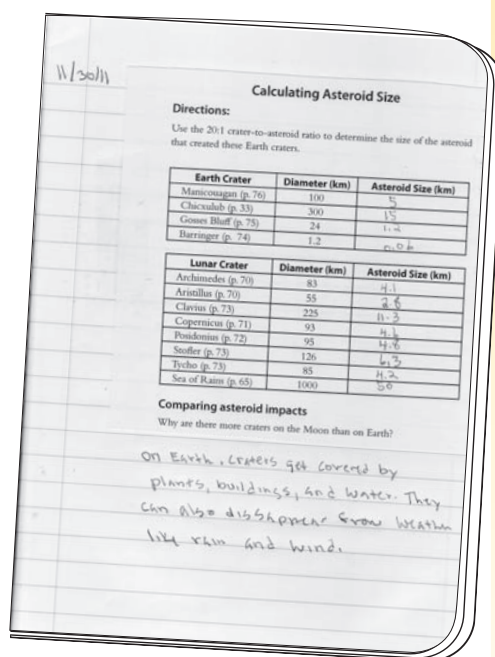 11/30/11
Calculating Asteroid Size
Directions:
Use the 20:1 crater-to-asteroid ratio to determine the size of the asteroid
that created these Earth craters.
Earth Crater Diameter (km) Asteroid Size (km)
Manicouagan (p. 76) 100 5
Chicxulub (p. 33) 300 15
Gosses Bluff (p. 75) 24 1.2
Barringer (p. 74) 1.2 0.06
Lunar Crater Diameter (km) Asteroid Size (km)
Archimedes (p. 70) 83 4.1
Aristillus (p. 70) 55 2.8
Clavius (p. 73) 225 11.3
Copernicus (p. 71) 93 4.6
Posidonius (p. 72) 95 4.8
Stofler (p. 73) 126 6.3
Tycho (p. 73) 85 4.2
Sea of Rains (p. 65) 1000 50
Comparing asteroid impacts
Why are there more craters on the Moon than on Earth?
On Earth, craters get covered by
plants, buildings, and water. They
can also from weather
like rain and wind.